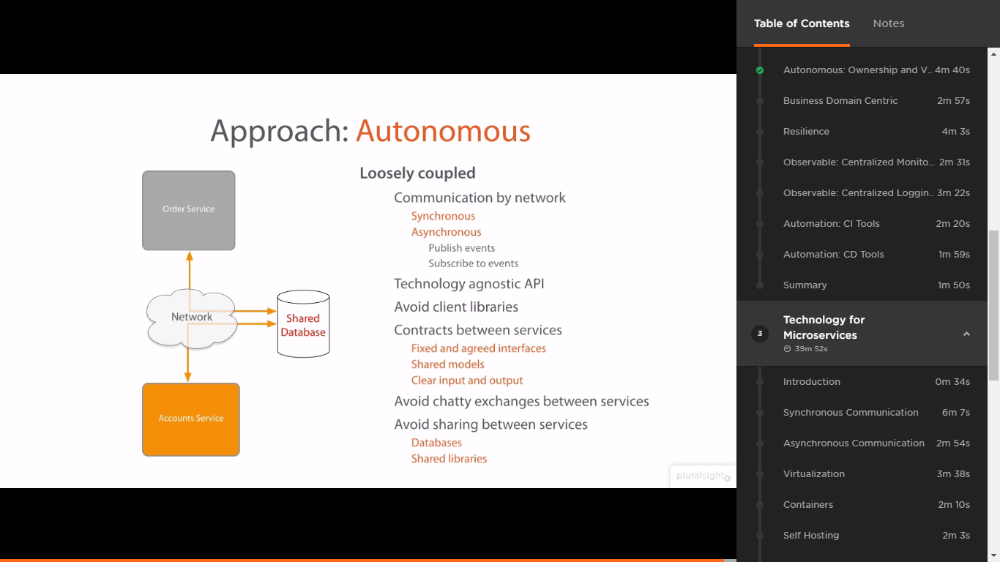 Approach: Autonomous
Order Service
Network
Shared
Database
Accounts Service
Loosely coupled
Communication by network
Synchronous
Asynchronous
Publish events
Subscribe to events
Technology agnostic API
Avoid client libraries
Contracts between services
Fixed and agreed interfaces
Shared models
Clear input and output
Avoid chatty exchanges between services
Avoid sharing between services
Databases
Shared libraries
pluralsight
Table of Contents Notes
Autonomous: Ownership and V.. 4m 40s
Business Domain Centric 2m 57s
Resilience 4m 3s
Observable: Centralized Monito... 2m 31s
Observable: Centralized Loggin.. 3m 22s
Automation: CI Tools 2m 20s
Automation: CD Tools 1m 59s
Summary 1m 50s
3
Technology for
Microservices
39m 52s
Introduction 0m 34s
Synchronous Communication 6m 7s
Asynchronous Communication 2m 54s
Virtualization 3m 38s
Containers 2m 10s
Self Hosting 2m 3s